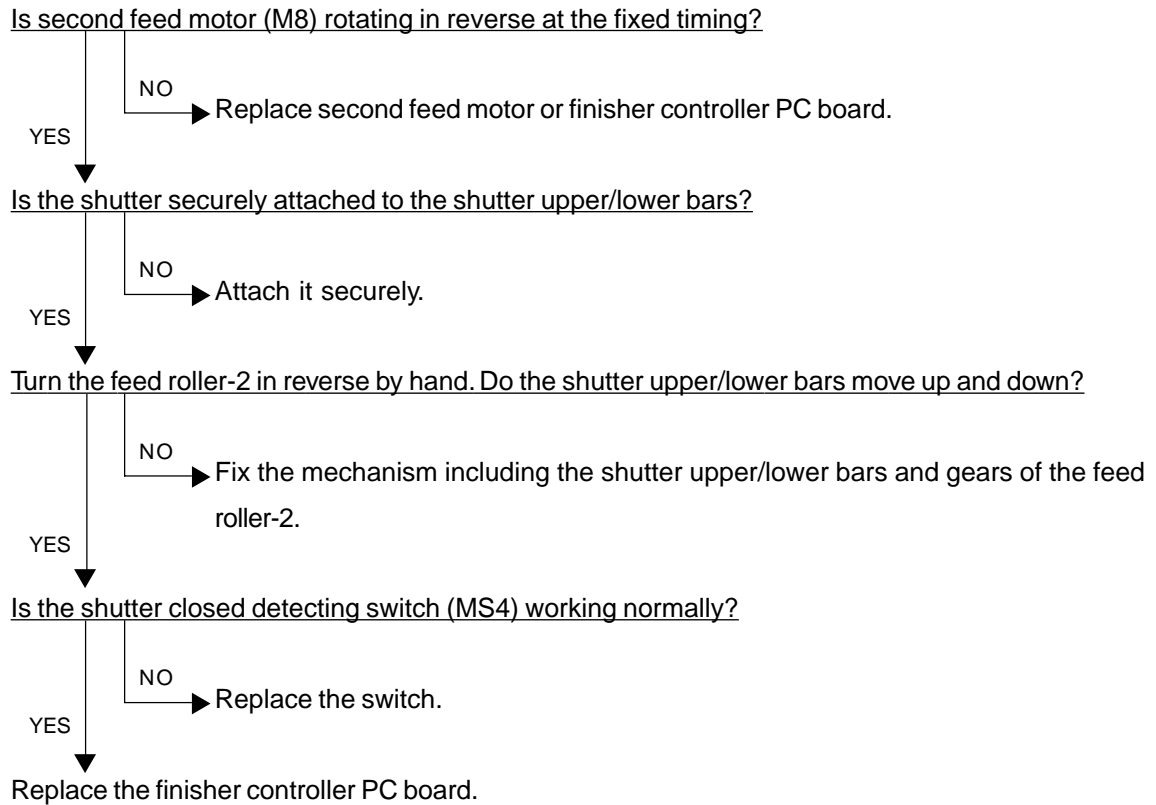 Is second feed motor (M8) rotating in reverse at the fixed timing?
NO
Replace second feed motor or finisher controller PC board.
YES
Is the shutter securely attached to the shutter upper/lower bars?
NO
Attach it securely.
YES
Turn the feed roller-2 in reverse by hand. Do the shutter upper/lower bars move up and down?
NO
Fix the mechanism including the shutter upper/lower bars and gears of the feed
roller-2.
YES
Is the shutter closed detecting switch (MS4) working normally?
NO
Replace the switch.
YES
Replace the finisher controller PC board.